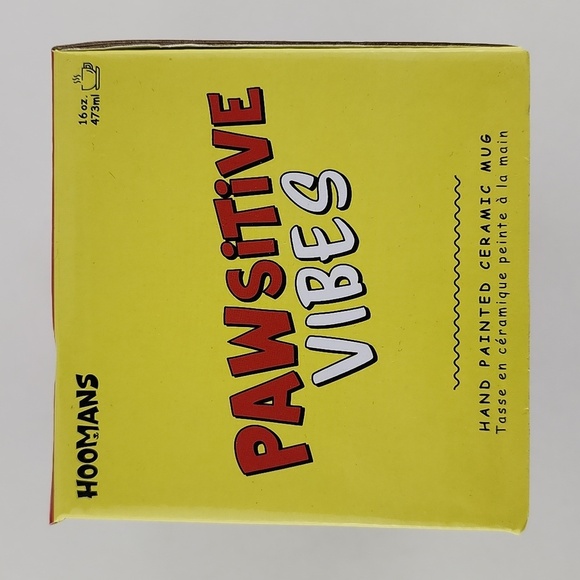 HOOMANS
16 oz.
473ml
PAWSiTiVE
VIBES
HAND PAINTED CERAMIC MUG
Tasse en céramique peinte à la main